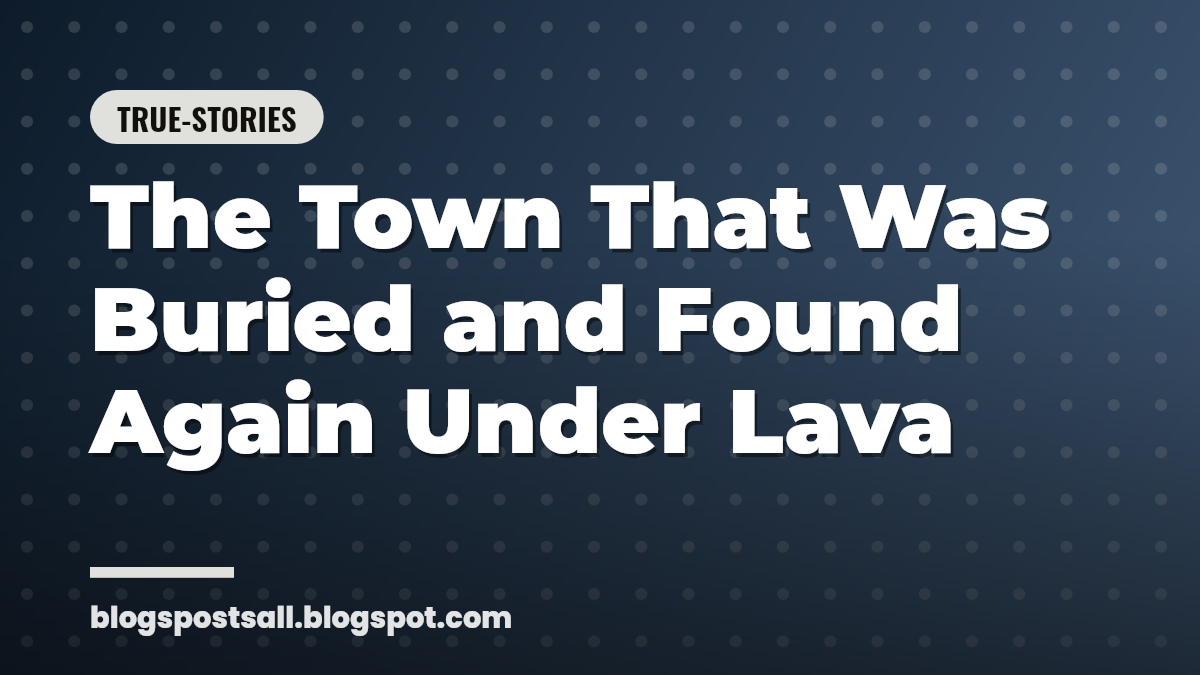 TRUE-STORIES
The Town That Was
Buried and Found
Again Under Lava
blogspostsall.blogspot.com